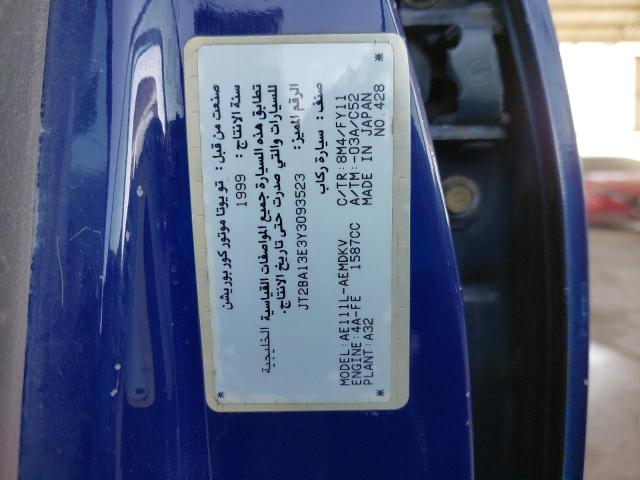 صنعت من قبل : تويوتا موتور كوربوريشن
سنة الانتاج : 1999
تطابق هذه السيارة جميع المواصفات القياسية الخليجية
للسيارات والتي صدرت حتى تاريخ الانتاج.
الرقم المميز: JT2BA13E3Y3093523
صنف : سيارة ركاب
MODEL:AE111L-AEMDKV C/TR:8M4/FY11
ENGINE:4A-FE 1587CC A/TM:-03A/C52
PLANT:A32 MADE IN JAPAN
NO.428